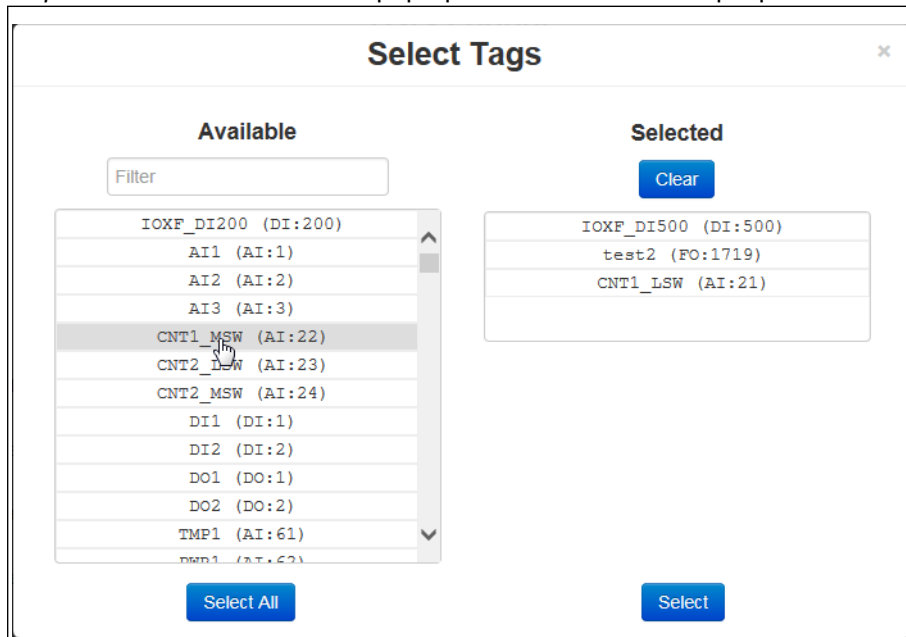 Select Tags
×
Available
Filter
IOXF_DI200 (DI:200)
AI1 (AI:1)
AI2 (AI:2)
AI3 (AI:3)
CNT1_MSW (AI:22)
CNT2_LSW (AI:23)
CNT2_MSW (AI:24)
DI1 (DI:1)
DI2 (DI:2)
DO1 (DO:1)
DO2 (DO:2)
TMP1 (AI:61)
Select All
Selected
Clear
IOXF_DI500 (DI:500)
test2 (FO:1719)
CNT1_LSW (AI:21)
Select